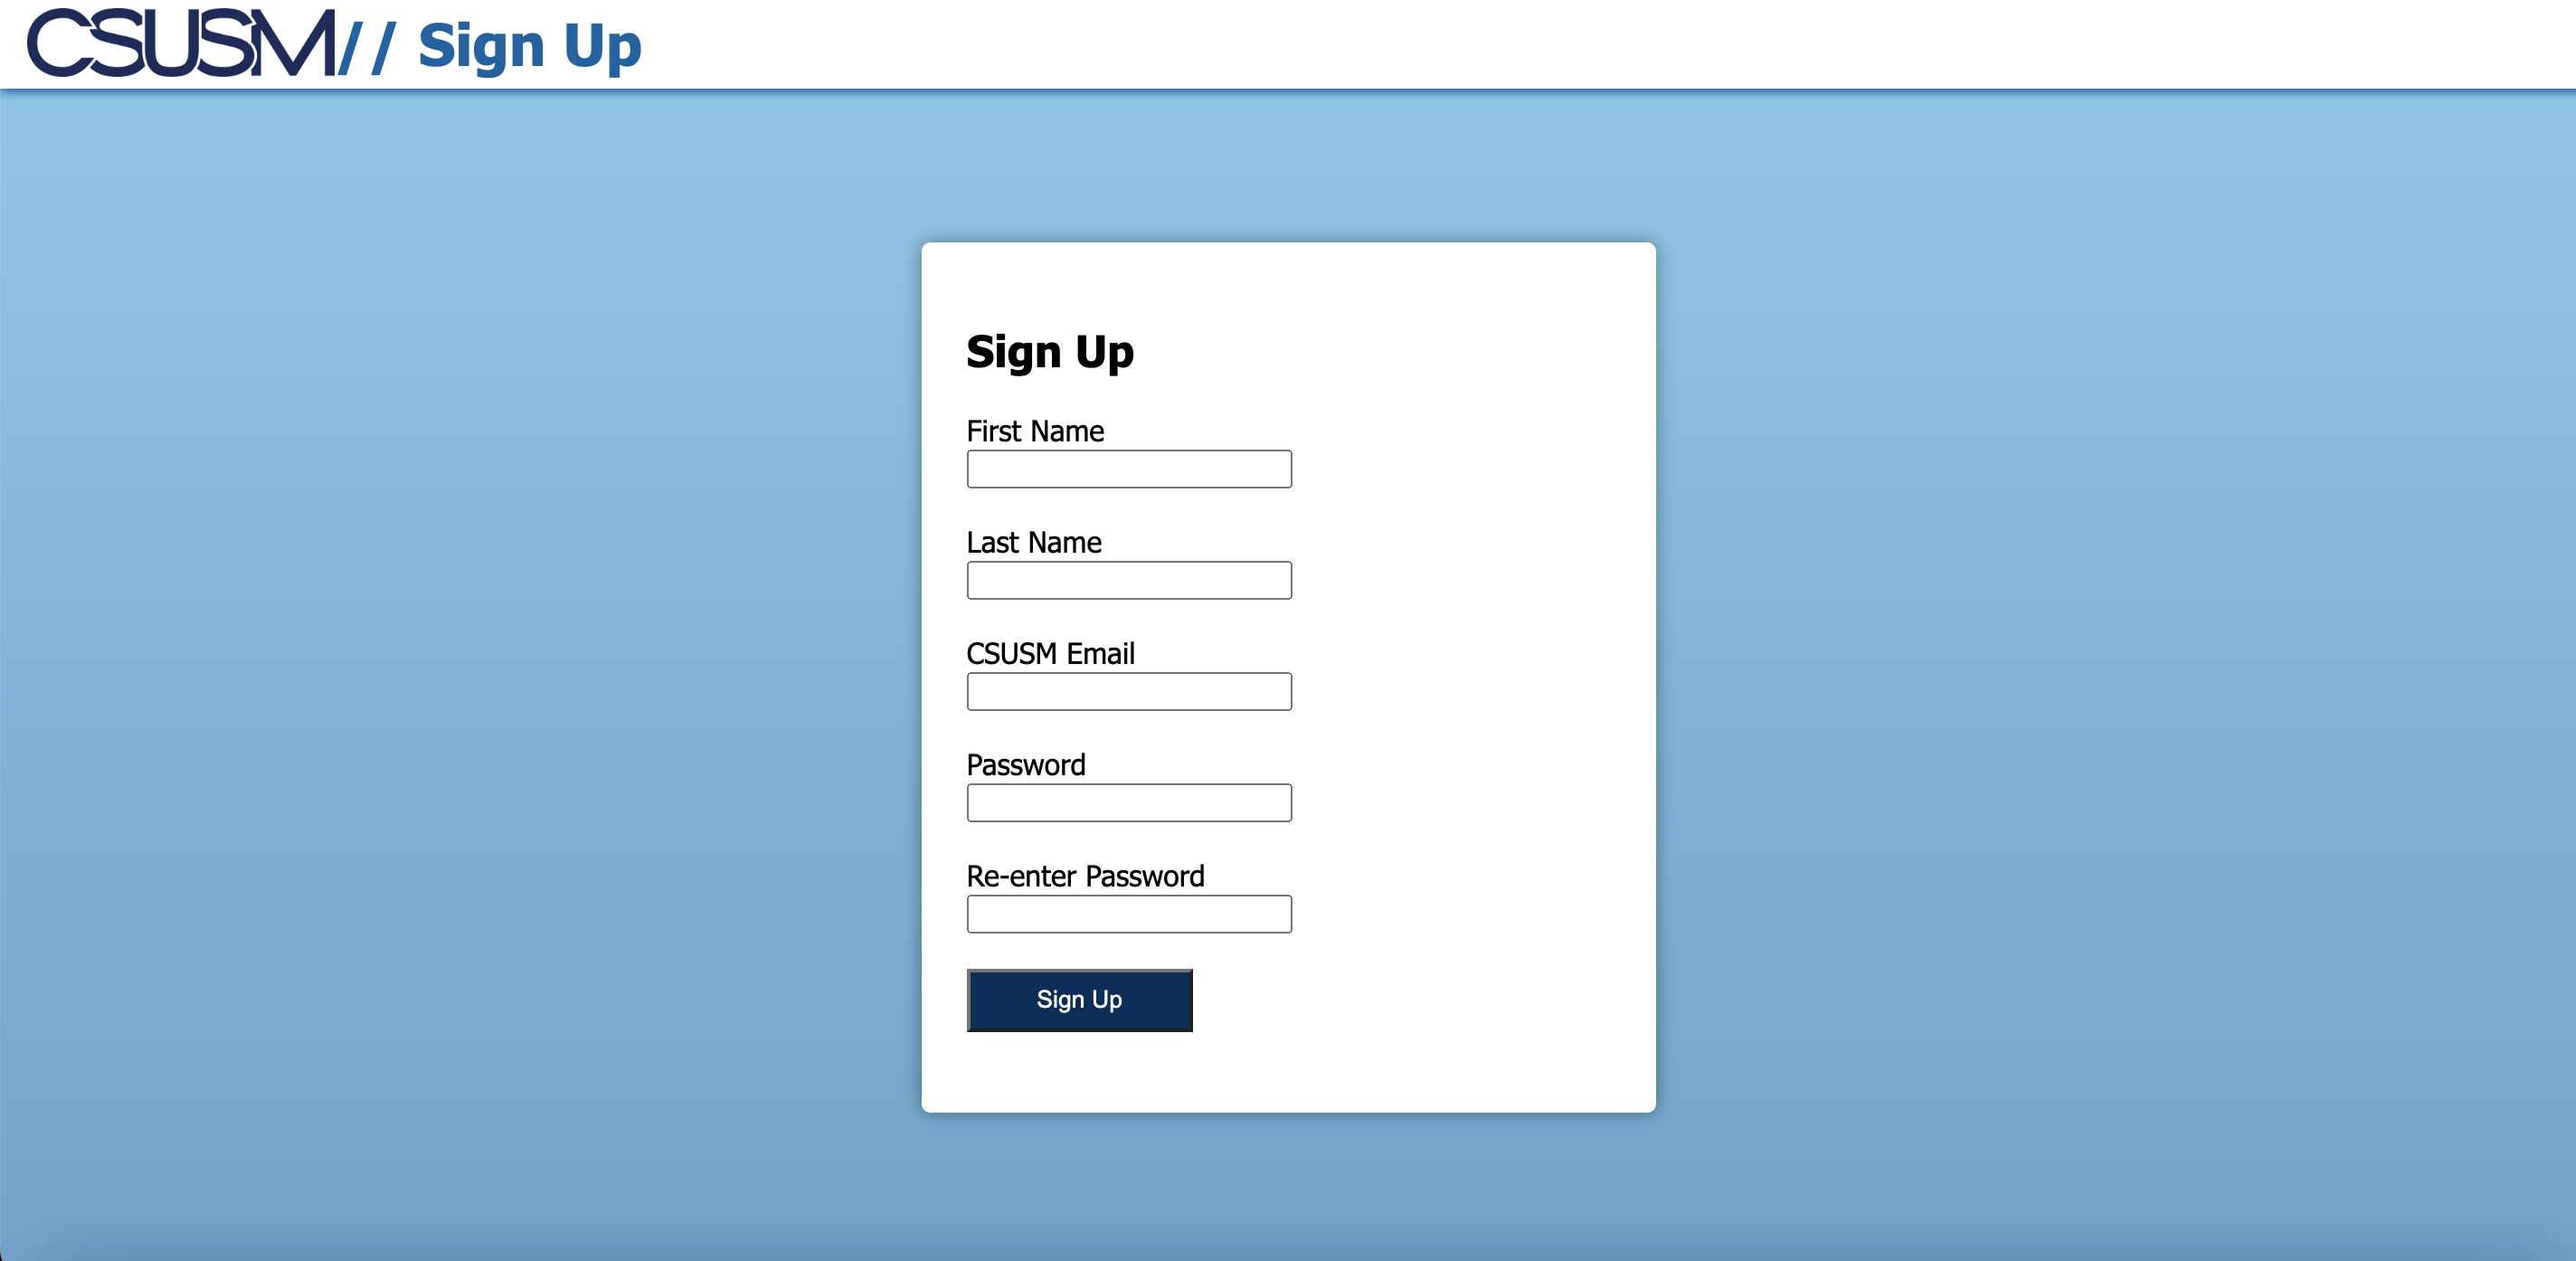 CSUSM// Sign Up
Sign Up
First Name
Last Name
CSUSM Email
Password
Re-enter Password
Sign Up